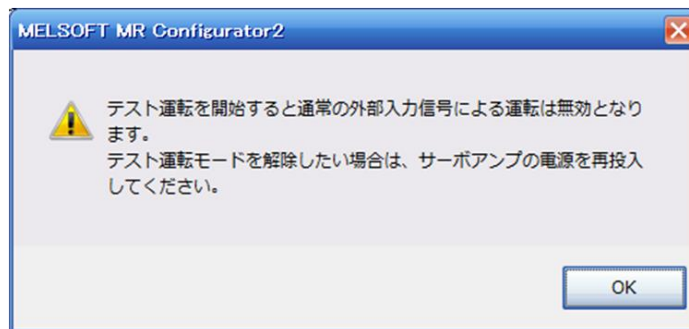 MELSOFT MR Configurator2
テスト運転を開始すると通常の外部入力信号による運転は無効となり
ます。
テスト運転モードを解除したい場合は、サーボアンプの電源を再投入
してください。
OK